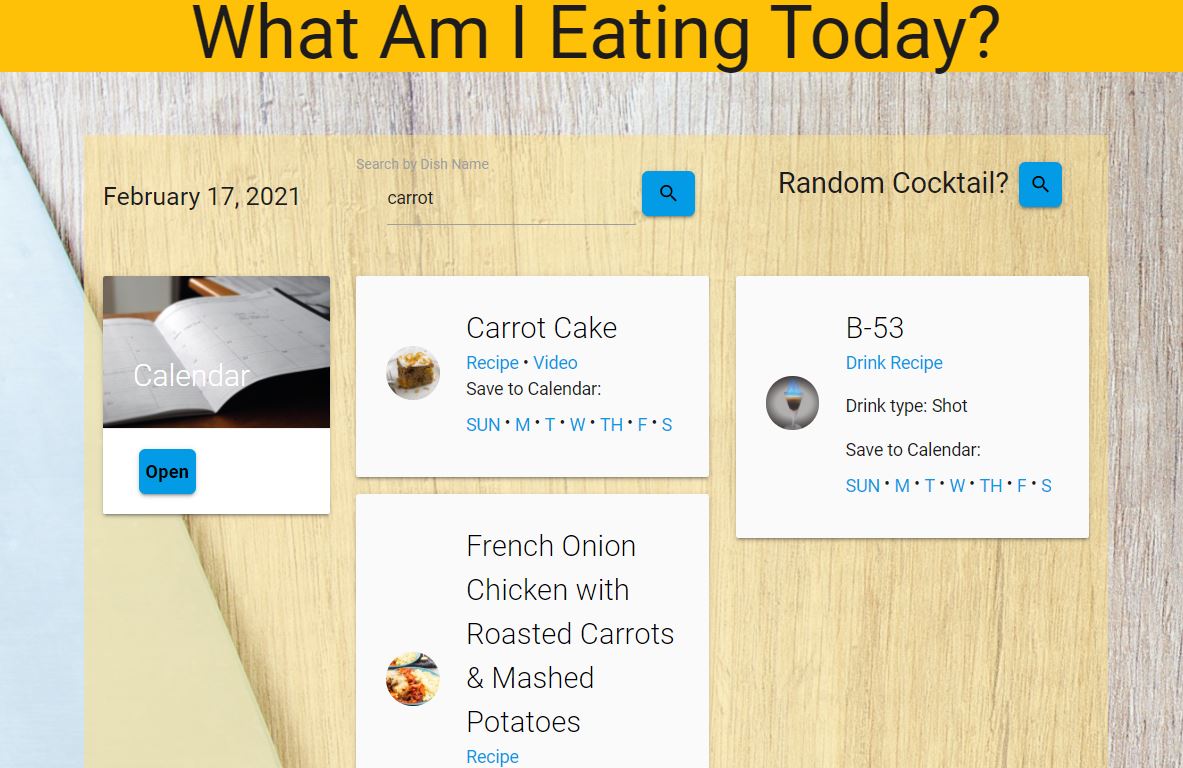 What Am I Eating Today?
February 17, 2021
Search by Dish Name
carrot
Random Cocktail?
Calendar
Open
Carrot Cake
Recipe • Video
Save to Calendar:
SUN • M • T • W • TH • F • S
French Onion
Chicken with
Roasted Carrots
& Mashed
Potatoes
Recipe
B-53
Drink Recipe
Drink type: Shot
Save to Calendar:
SUN • M • T • W • TH • F • S